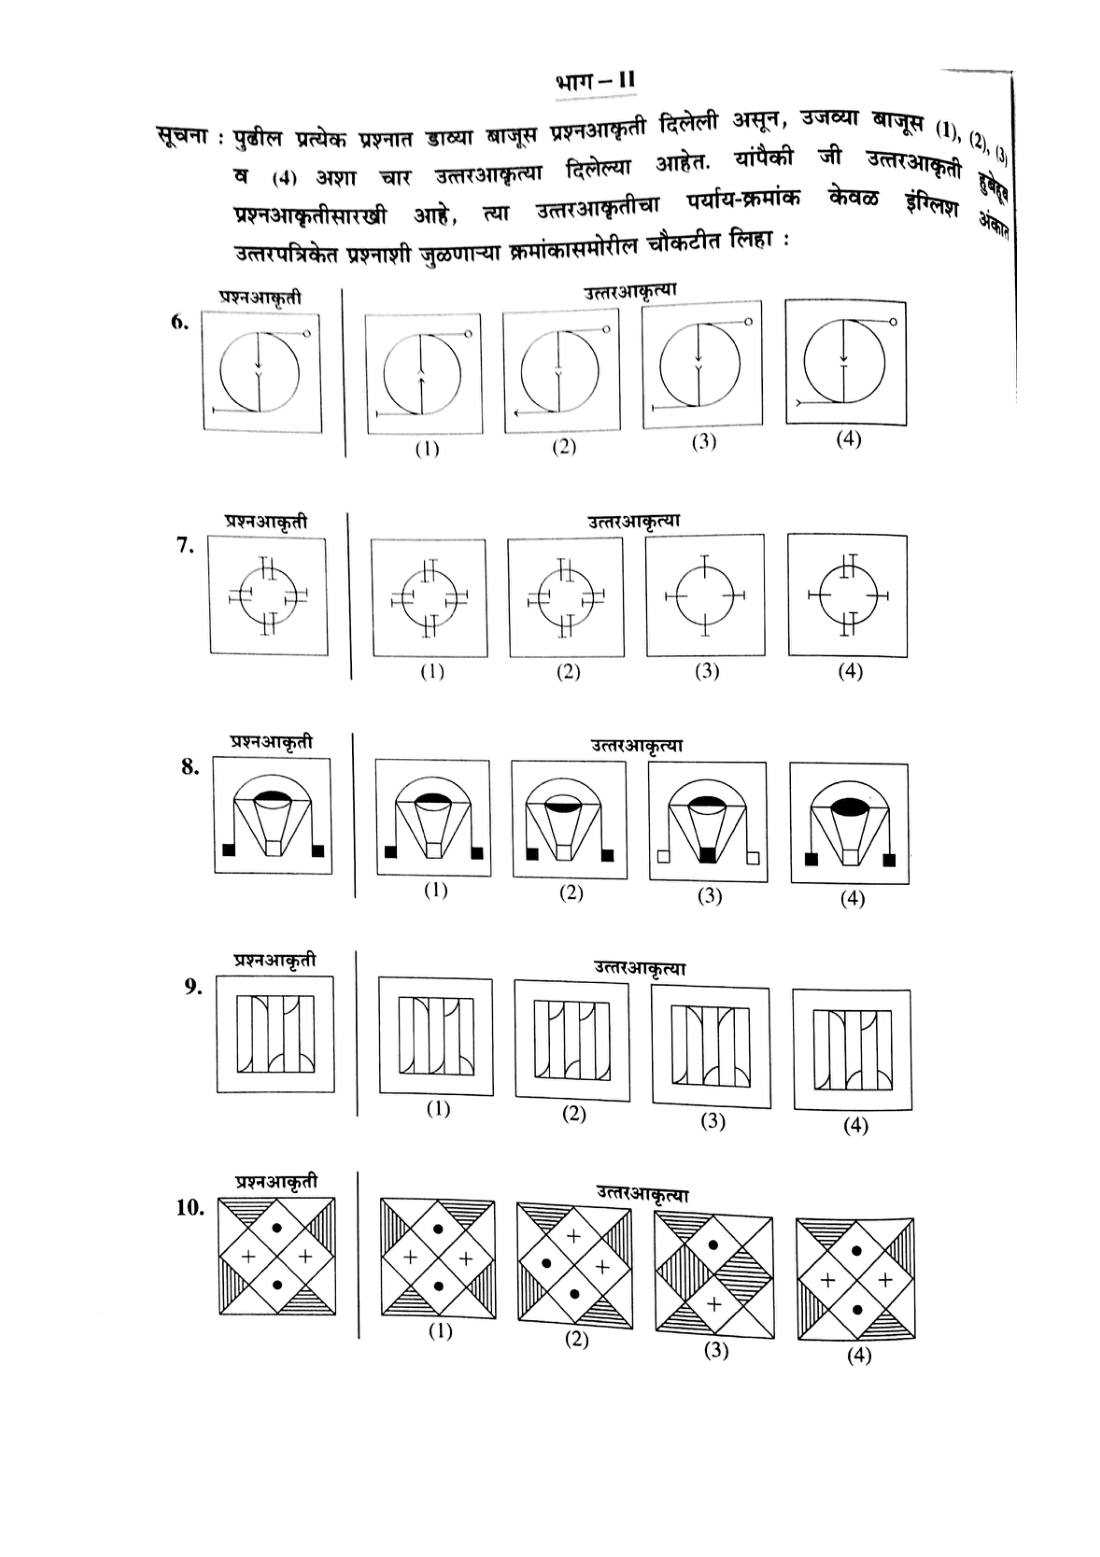 भाग – II
सूचना : पुढील प्रत्येक प्रश्नात डाव्या बाजूस प्रश्नआकृती दिलेली असून, उजव्या बाजूस (1), (2), (3)
व (4) अशा चार उत्तरआकृत्या दिलेल्या आहेत. यांपैकी जी उत्तरआकृती हुबेहूब
प्रश्नआकृतीसारखी आहे, त्या उत्तरआकृतीचा पर्याय-क्रमांक केवळ इंग्लिश अंकात
उत्तरपत्रिकेत प्रश्नाशी जुळणाऱ्या क्रमांकासमोरील चौकटीत लिहा :
प्रश्नआकृती उत्तरआकृत्या
6.
(1) (2) (3) (4)
प्रश्नआकृती उत्तरआकृत्या
7.
(1) (2) (3) (4)
प्रश्नआकृती उत्तरआकृत्या
8.
(1) (2) (3) (4)
प्रश्नआकृती उत्तरआकृत्या
9.
(1) (2) (3) (4)
प्रश्नआकृती उत्तरआकृत्या
10.
(1) (2) (3) (4)